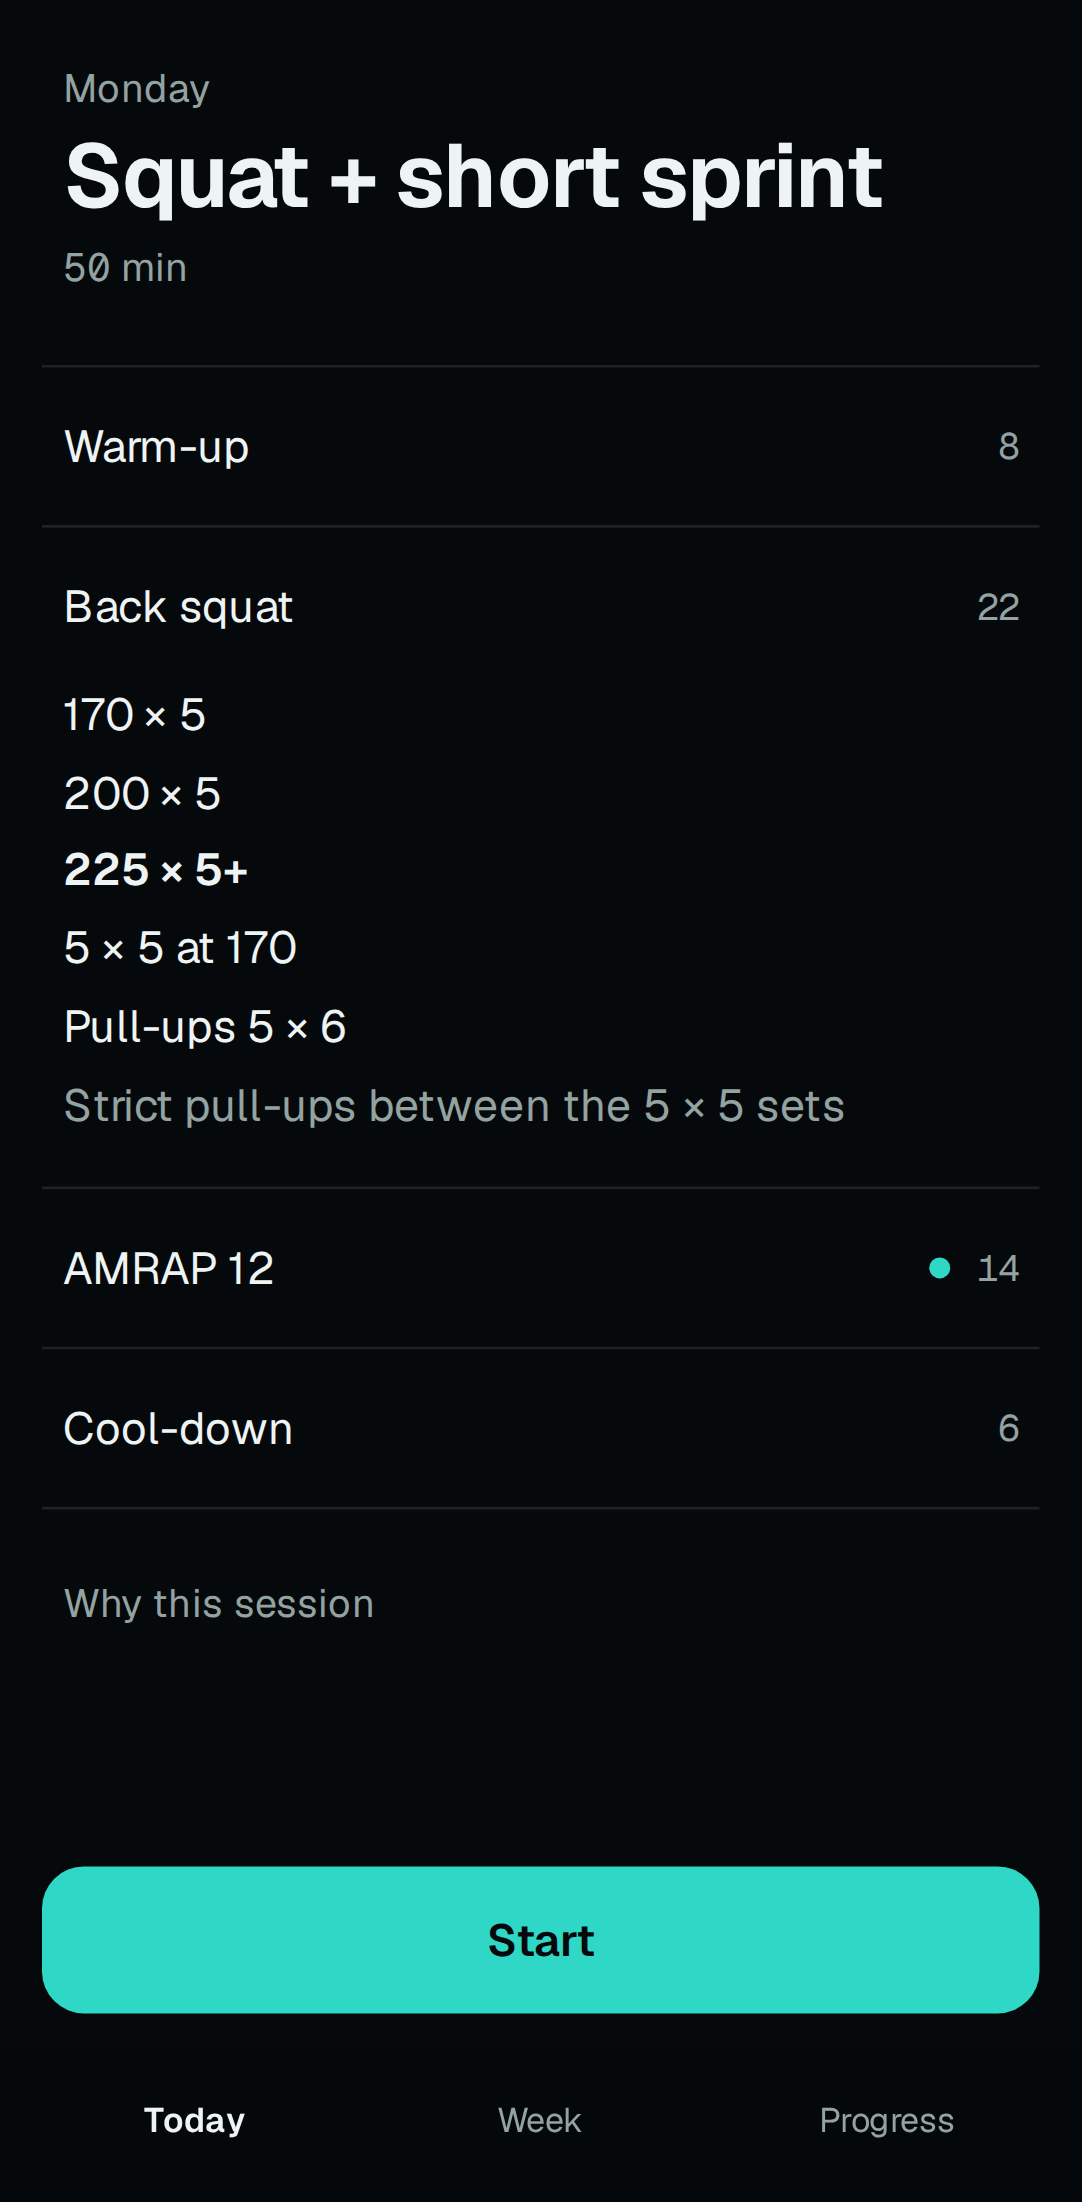 Monday
Squat + short sprint
50 min
Warm-up 8
Back squat 22
170 × 5
200 × 5
225 × 5+
5 × 5 at 170
Pull-ups 5 × 6
Strict pull-ups between the 5 × 5 sets
AMRAP 12 14
Cool-down 6
Why this session
Start
Today Week Progress